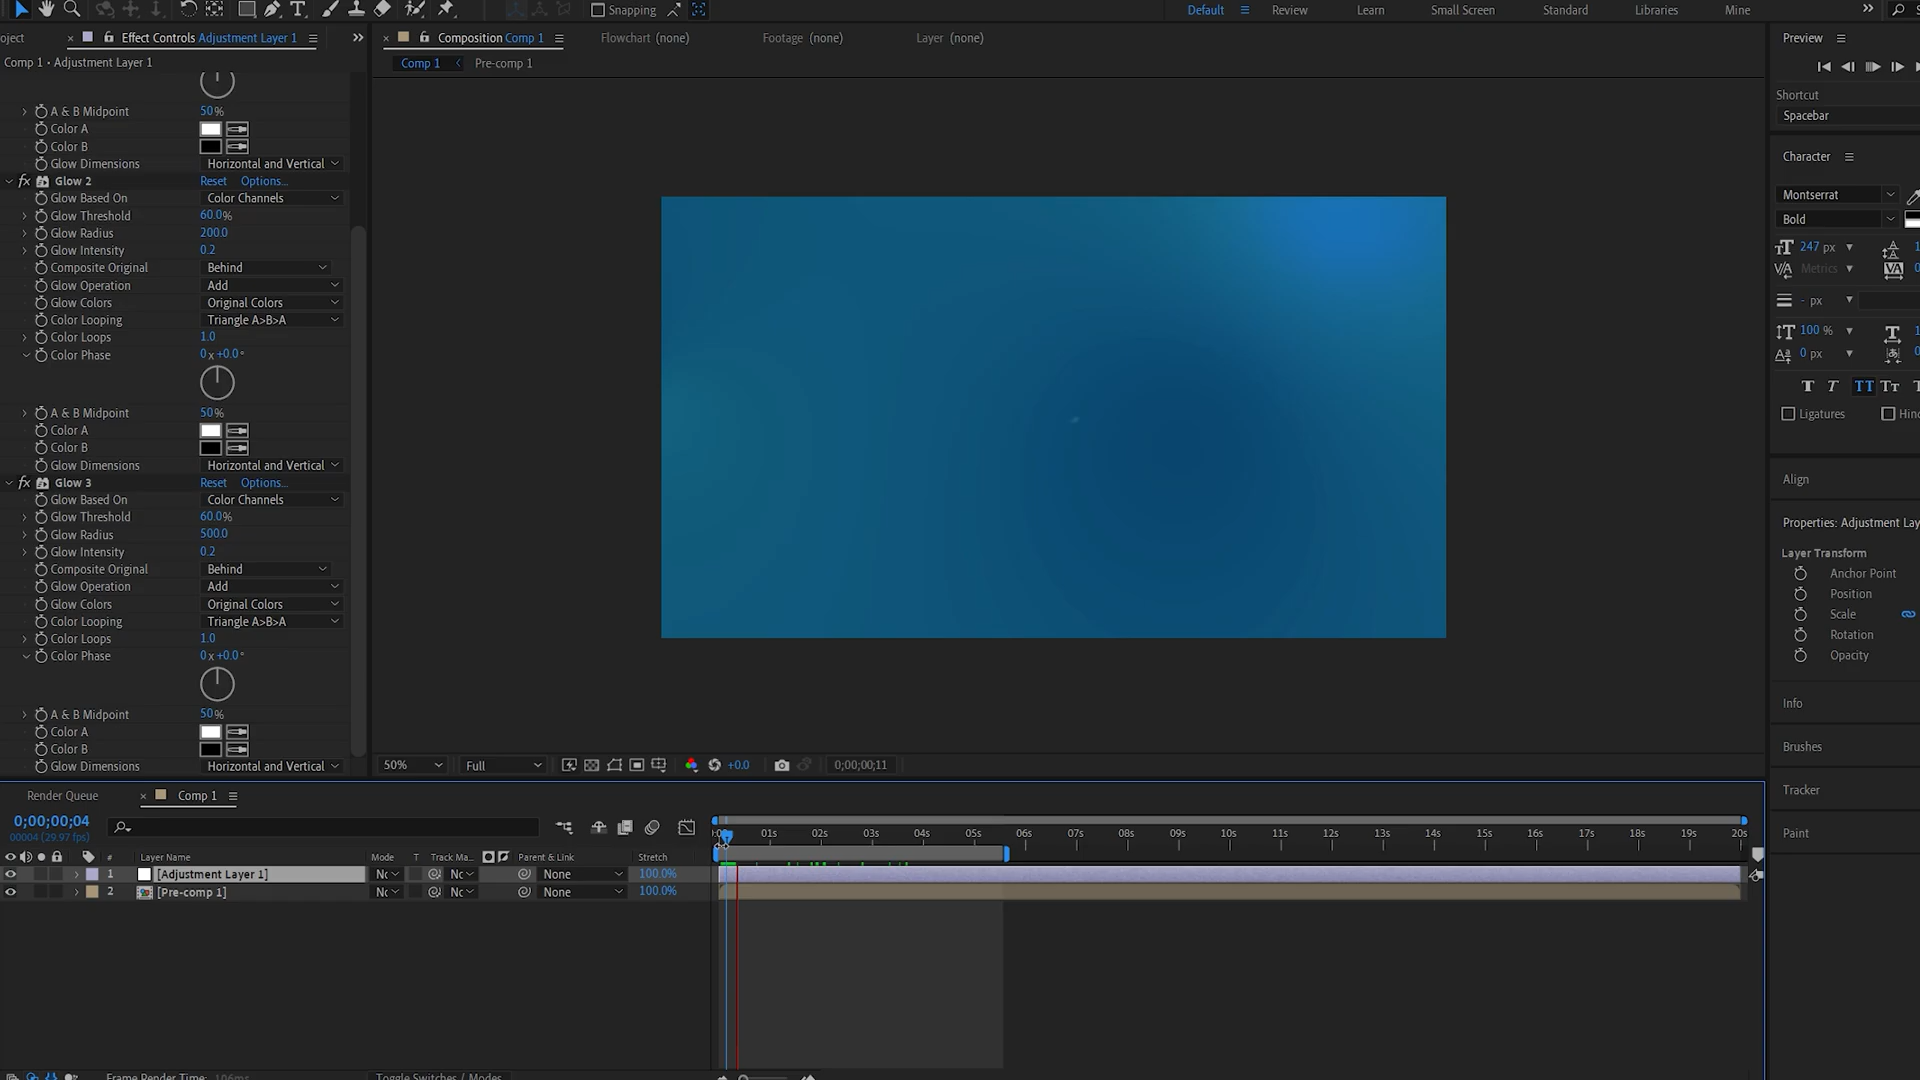 Snapping
Default
Review
Learn
Small Screen
Standard
Libraries
Mine
oject
Effect Controls Adjustment Layer 1
Composition Comp 1
Flowchart (none)
Footage (none)
Layer (none)
Preview
Comp 1 • Adjustment Layer 1
Comp 1
Pre-comp 1
Shortcut
Spacebar
A & B Midpoint 50%
Color A
Color B
Glow Dimensions Horizontal and Vertical
Glow 2 Reset Options...
Glow Based On Color Channels
Glow Threshold 60.0%
Glow Radius 200.0
Glow Intensity 0.2
Composite Original Behind
Glow Operation Add
Glow Colors Original Colors
Color Looping Triangle A>B>A
Color Loops 1.0
Color Phase 0x+0.0°
A & B Midpoint 50%
Color A
Color B
Glow Dimensions Horizontal and Vertical
Glow 3 Reset Options...
Glow Based On Color Channels
Glow Threshold 60.0%
Glow Radius 500.0
Glow Intensity 0.2
Composite Original Behind
Glow Operation Add
Glow Colors Original Colors
Color Looping Triangle A>B>A
Color Loops 1.0
Color Phase 0x+0.0°
A & B Midpoint 50%
Color A
Color B
Glow Dimensions Horizontal and Vertical
Character
Montserrat
Bold
247 px
Metrics
- px
100 %
0 px
Ligatures
Align
Properties: Adjustment Lay
Layer Transform
Anchor Point
Position
Scale
Rotation
Opacity
Info
Brushes
Tracker
Paint
50%
Full
+0.0
0;00;00;11
Render Queue
Comp 1
0;00;00;04
00004 (29.97 fps)
01s 02s 03s 04s 05s 06s 07s 08s 09s 10s 11s 12s 13s 14s 15s 16s 17s 18s 19s 20s
# Layer Name Mode T Track Ma... Parent & Link Stretch
1 [Adjustment Layer 1] None 100.0%
2 [Pre-comp 1] None 100.0%
Frame Render Time: 106ms
Toggle Switches / Modes